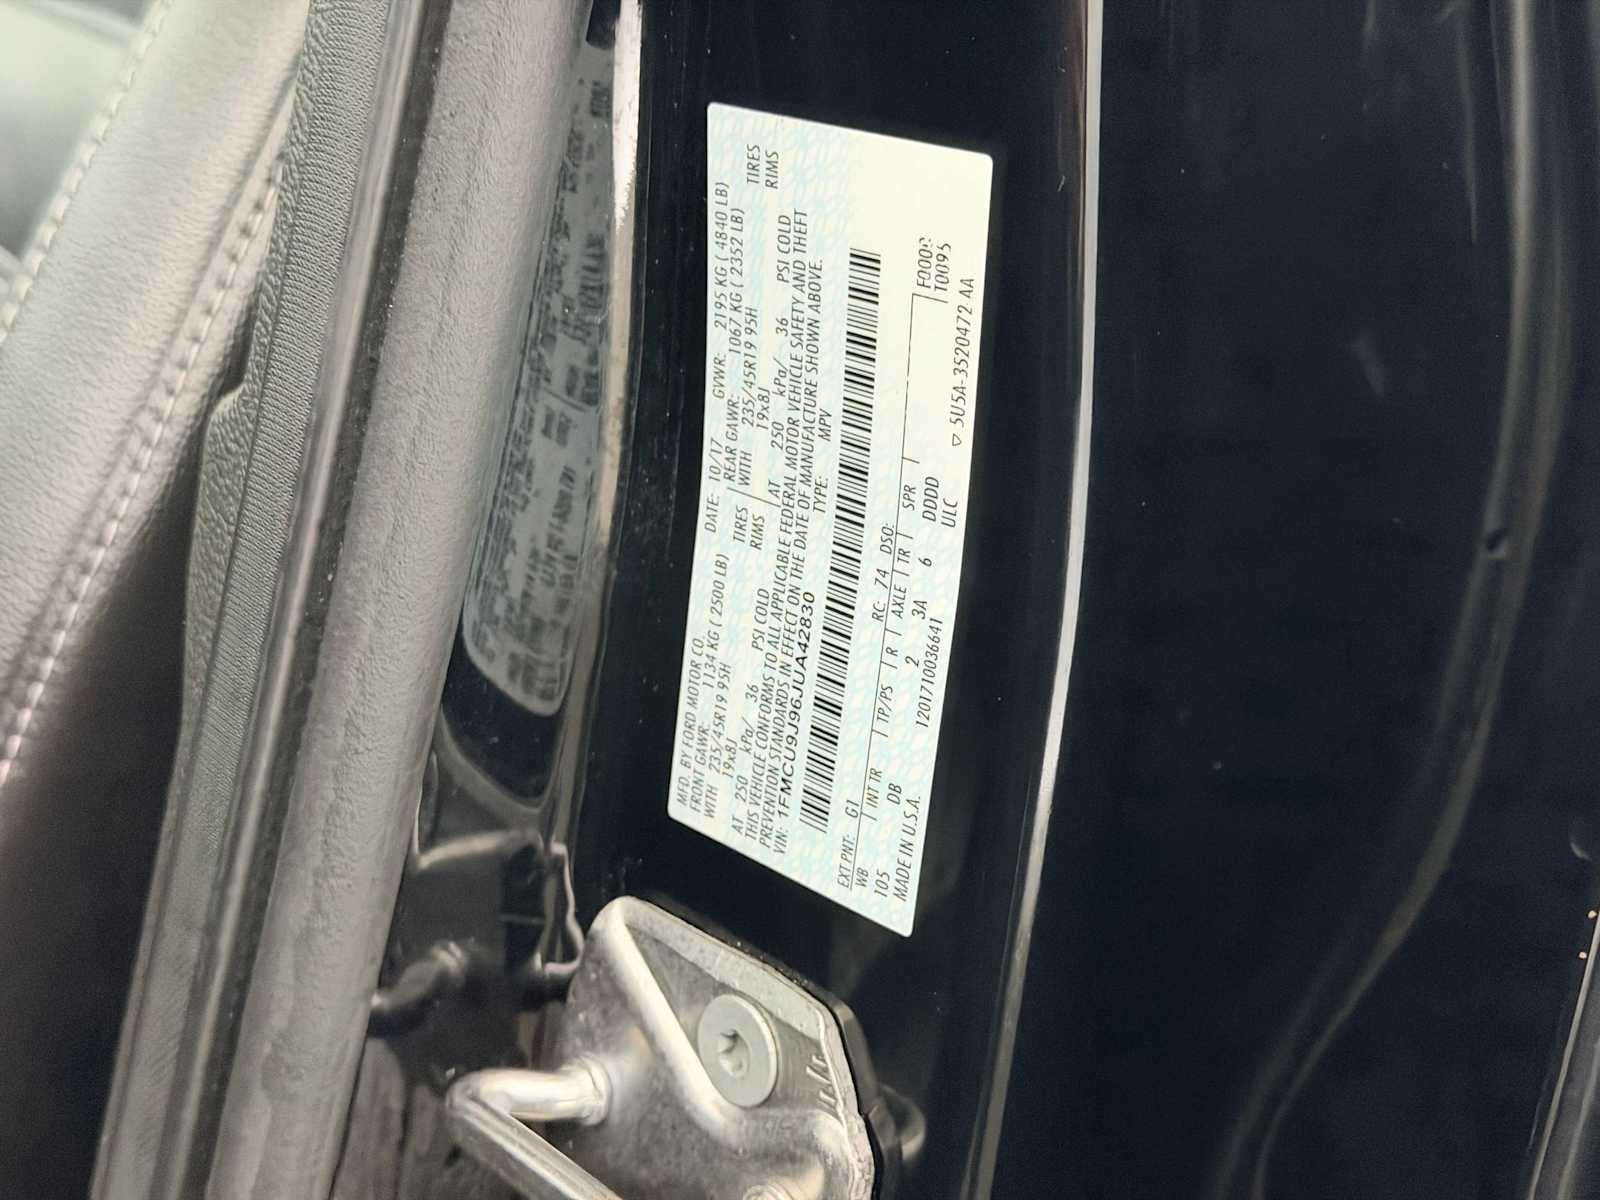 MFD. BY FORD MOTOR CO.
DATE: 10/17 GVWR: 2195 KG ( 4840 LB)
FRONT GAWR: 1134 KG ( 2500 LB) REAR GAWR: 1067 KG ( 2352 LB)
WITH 235/45R19 95H TIRES WITH 235/45R19 95H TIRES
19x8J RIMS 19x8J RIMS
AT 250 kPa/ 36 PSI COLD AT 250 kPa/ 36 PSI COLD
THIS VEHICLE CONFORMS TO ALL APPLICABLE FEDERAL MOTOR VEHICLE SAFETY AND THEFT
PREVENTION STANDARDS IN EFFECT ON THE DATE OF MANUFACTURE SHOWN ABOVE.
VIN: 1FMCU9J96JUA42830 TYPE: MPV
EXT PNT: G1 RC: 74 DSO: F0008
WB INT TR TP/PS R AXLE TR SPR T0095
105 DB 2 3A 6 DDDD
MADE IN U.S.A. 1201710036641 ULC ▽ 5U5A-3520472 AA